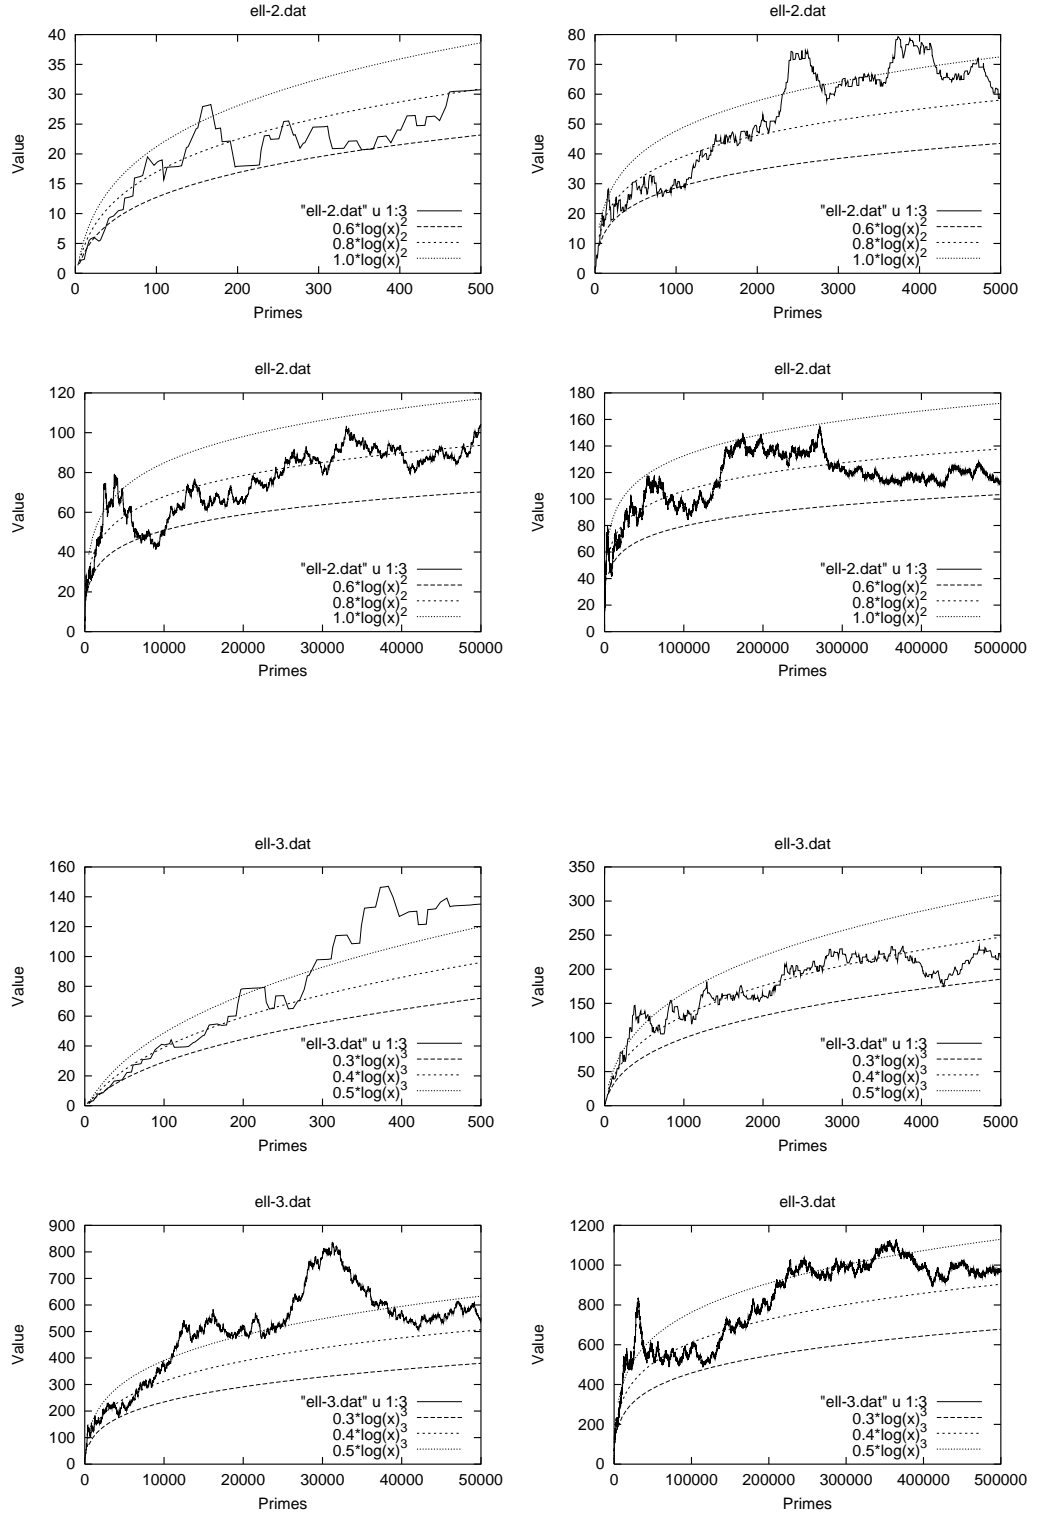 ell-2.dat
40
35
30
25
20
15
10
5
0
Value
"ell-2.dat" u 1:3
0.6*log(x)²
0.8*log(x)²
1.0*log(x)²
0 100 200 300 400 500
Primes
ell-2.dat
80
70
60
50
40
30
20
10
0
Value
"ell-2.dat" u 1:3
0.6*log(x)²
0.8*log(x)²
1.0*log(x)²
0 1000 2000 3000 4000 5000
Primes
ell-2.dat
120
100
80
60
40
20
0
Value
"ell-2.dat" u 1:3
0.6*log(x)²
0.8*log(x)²
1.0*log(x)²
0 10000 20000 30000 40000 50000
Primes
ell-2.dat
180
160
140
120
100
80
60
40
20
0
Value
"ell-2.dat" u 1:3
0.6*log(x)²
0.8*log(x)²
1.0*log(x)²
0 100000 200000 300000 400000 500000
Primes
ell-3.dat
160
140
120
100
80
60
40
20
0
Value
"ell-3.dat" u 1:3
0.3*log(x)³
0.4*log(x)³
0.5*log(x)³
0 100 200 300 400 500
Primes
ell-3.dat
350
300
250
200
150
100
50
0
Value
"ell-3.dat" u 1:3
0.3*log(x)³
0.4*log(x)³
0.5*log(x)³
0 1000 2000 3000 4000 5000
Primes
ell-3.dat
900
800
700
600
500
400
300
200
100
0
Value
"ell-3.dat" u 1:3
0.3*log(x)³
0.4*log(x)³
0.5*log(x)³
0 10000 20000 30000 40000 50000
Primes
ell-3.dat
1200
1000
800
600
400
200
0
Value
"ell-3.dat" u 1:3
0.3*log(x)³
0.4*log(x)³
0.5*log(x)³
0 100000 200000 300000 400000 500000
Primes